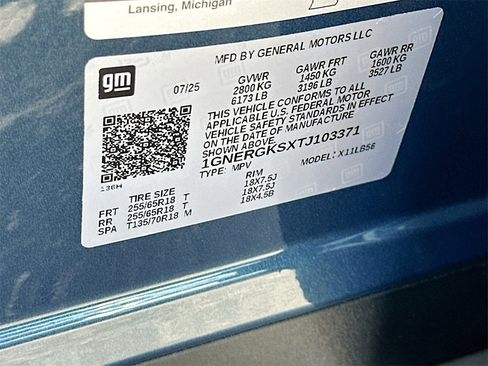 Lansing, Michigan
MFD BY GENERAL MOTORS LLC
gm
07/25 GVWR GAWR FRT GAWR RR
2800 KG 1450 KG 1600 KG
6173 LB 3196 LB 3527 LB
THIS VEHICLE CONFORMS TO ALL
APPLICABLE U.S. FEDERAL MOTOR
VEHICLE SAFETY STANDARDS IN EFFECT
ON THE DATE OF MANUFACTURE
SHOWN ABOVE.
1GNERGKSXTJ103371
TYPE: MPV MODEL: X11LB56
136H
TIRE SIZE RIM
FRT 255/65R18 T 18X7.5J
RR 255/65R18 T 18X7.5J
SPA T135/70R18 M 18X4.5B